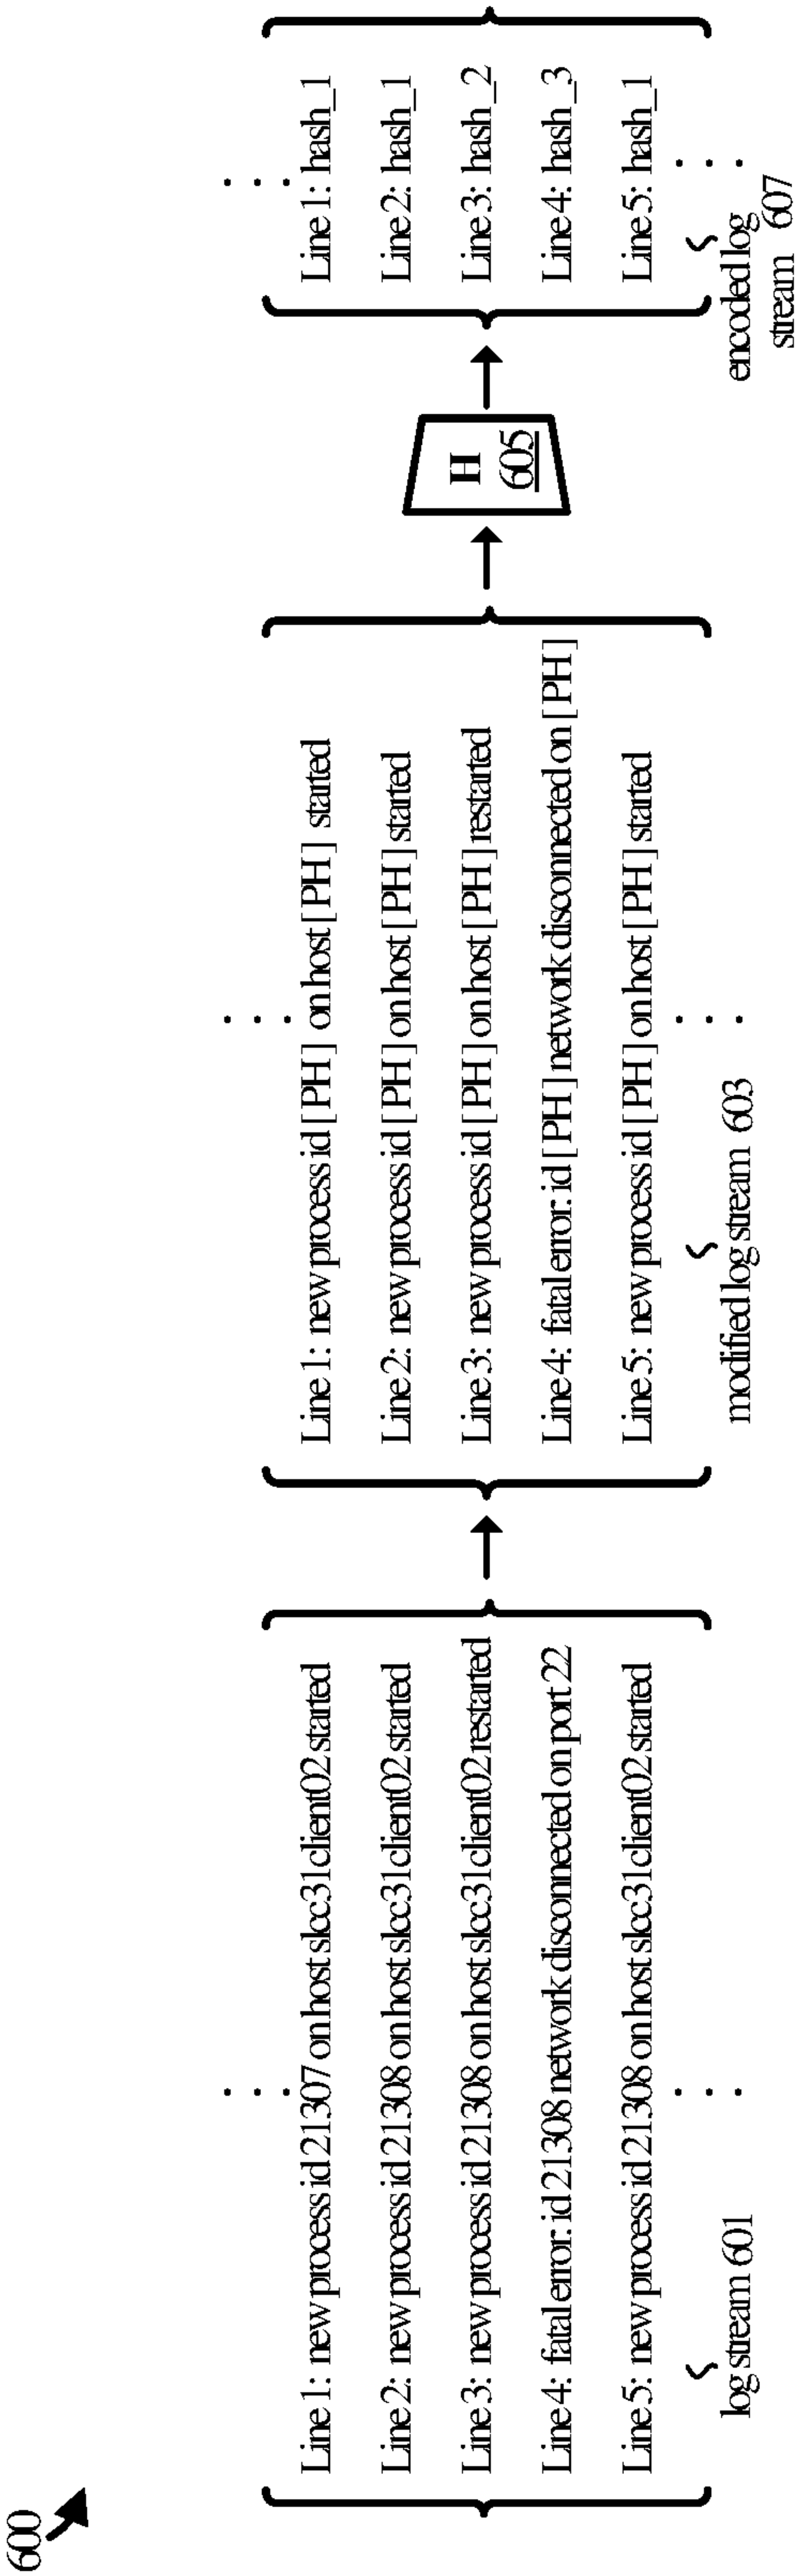 600
Line 1: new process id 21307 on host slcc31client02 started
Line 2: new process id 21308 on host slcc31client02 started
Line 3: new process id 21308 on host slcc31client02 restarted
Line 4: fatal error: id 21308 network disconnected on port 22
Line 5: new process id 21308 on host slcc31client02 started
log stream 601
Line 1: new process id [PH] on host [PH] started
Line 2: new process id [PH] on host [PH] started
Line 3: new process id [PH] on host [PH] restarted
Line 4: fatal error: id [PH] network disconnected on [PH]
Line 5: new process id [PH] on host [PH] started
modified log stream 603
H
605
Line 1: hash_1
Line 2: hash_1
Line 3: hash_2
Line 4: hash_3
Line 5: hash_1
encoded log
stream 607